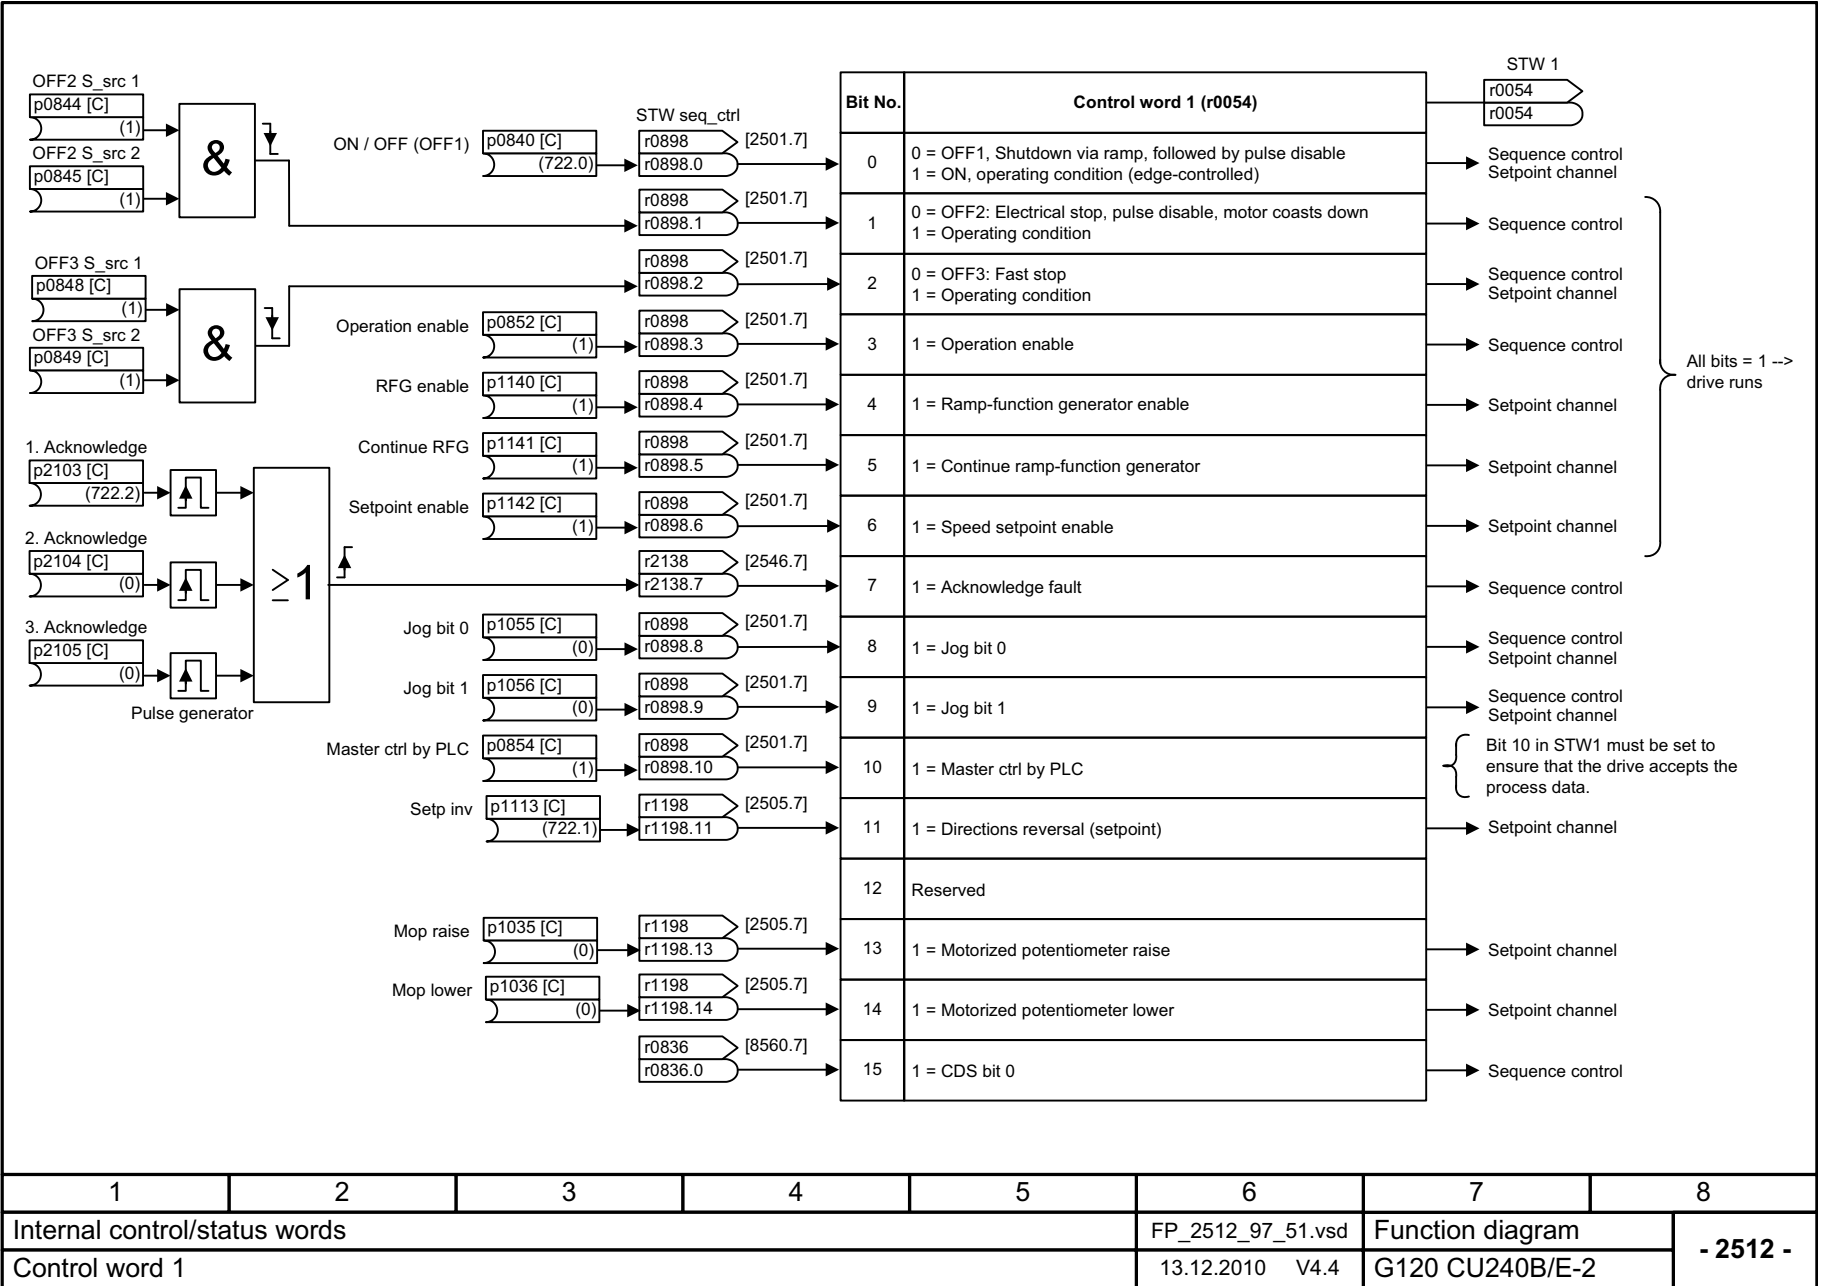 OFF2 S_src 1
p0844 [C]
(1)
OFF2 S_src 2
p0845 [C]
(1)
&
OFF3 S_src 1
p0848 [C]
(1)
OFF3 S_src 2
p0849 [C]
(1)
&
1. Acknowledge
p2103 [C]
(722.2)
2. Acknowledge
p2104 [C]
(0)
3. Acknowledge
p2105 [C]
(0)
Pulse generator
≥1
STW seq_ctrl
ON / OFF (OFF1)
p0840 [C]
(722.0)
r0898
r0898.0
[2501.7]
r0898
r0898.1
[2501.7]
r0898
r0898.2
[2501.7]
Operation enable
p0852 [C]
(1)
r0898
r0898.3
[2501.7]
RFG enable
p1140 [C]
(1)
r0898
r0898.4
[2501.7]
Continue RFG
p1141 [C]
(1)
r0898
r0898.5
[2501.7]
Setpoint enable
p1142 [C]
(1)
r0898
r0898.6
[2501.7]
r2138
r2138.7
[2546.7]
Jog bit 0
p1055 [C]
(0)
r0898
r0898.8
[2501.7]
Jog bit 1
p1056 [C]
(0)
r0898
r0898.9
[2501.7]
Master ctrl by PLC
p0854 [C]
(1)
r0898
r0898.10
[2501.7]
Setp inv
p1113 [C]
(722.1)
r1198
r1198.11
[2505.7]
Mop raise
p1035 [C]
(0)
r1198
r1198.13
[2505.7]
Mop lower
p1036 [C]
(0)
r1198
r1198.14
[2505.7]
r0836
r0836.0
[8560.7]
Bit No.
Control word 1 (r0054)
STW 1
r0054
r0054
0
0 = OFF1, Shutdown via ramp, followed by pulse disable
1 = ON, operating condition (edge-controlled)
Sequence control
Setpoint channel
1
0 = OFF2: Electrical stop, pulse disable, motor coasts down
1 = Operating condition
Sequence control
2
0 = OFF3: Fast stop
1 = Operating condition
Sequence control
Setpoint channel
3
1 = Operation enable
Sequence control
4
1 = Ramp-function generator enable
Setpoint channel
5
1 = Continue ramp-function generator
Setpoint channel
6
1 = Speed setpoint enable
Setpoint channel
All bits = 1 -->
drive runs
7
1 = Acknowledge fault
Sequence control
8
1 = Jog bit 0
Sequence control
Setpoint channel
9
1 = Jog bit 1
Sequence control
Setpoint channel
10
1 = Master ctrl by PLC
Bit 10 in STW1 must be set to
ensure that the drive accepts the
process data.
11
1 = Directions reversal (setpoint)
Setpoint channel
12
Reserved
13
1 = Motorized potentiometer raise
Setpoint channel
14
1 = Motorized potentiometer lower
Setpoint channel
15
1 = CDS bit 0
Sequence control
1 2 3 4 5 6 7 8
Internal control/status words
FP_2512_97_51.vsd
Function diagram
- 2512 -
Control word 1
13.12.2010 V4.4
G120 CU240B/E-2